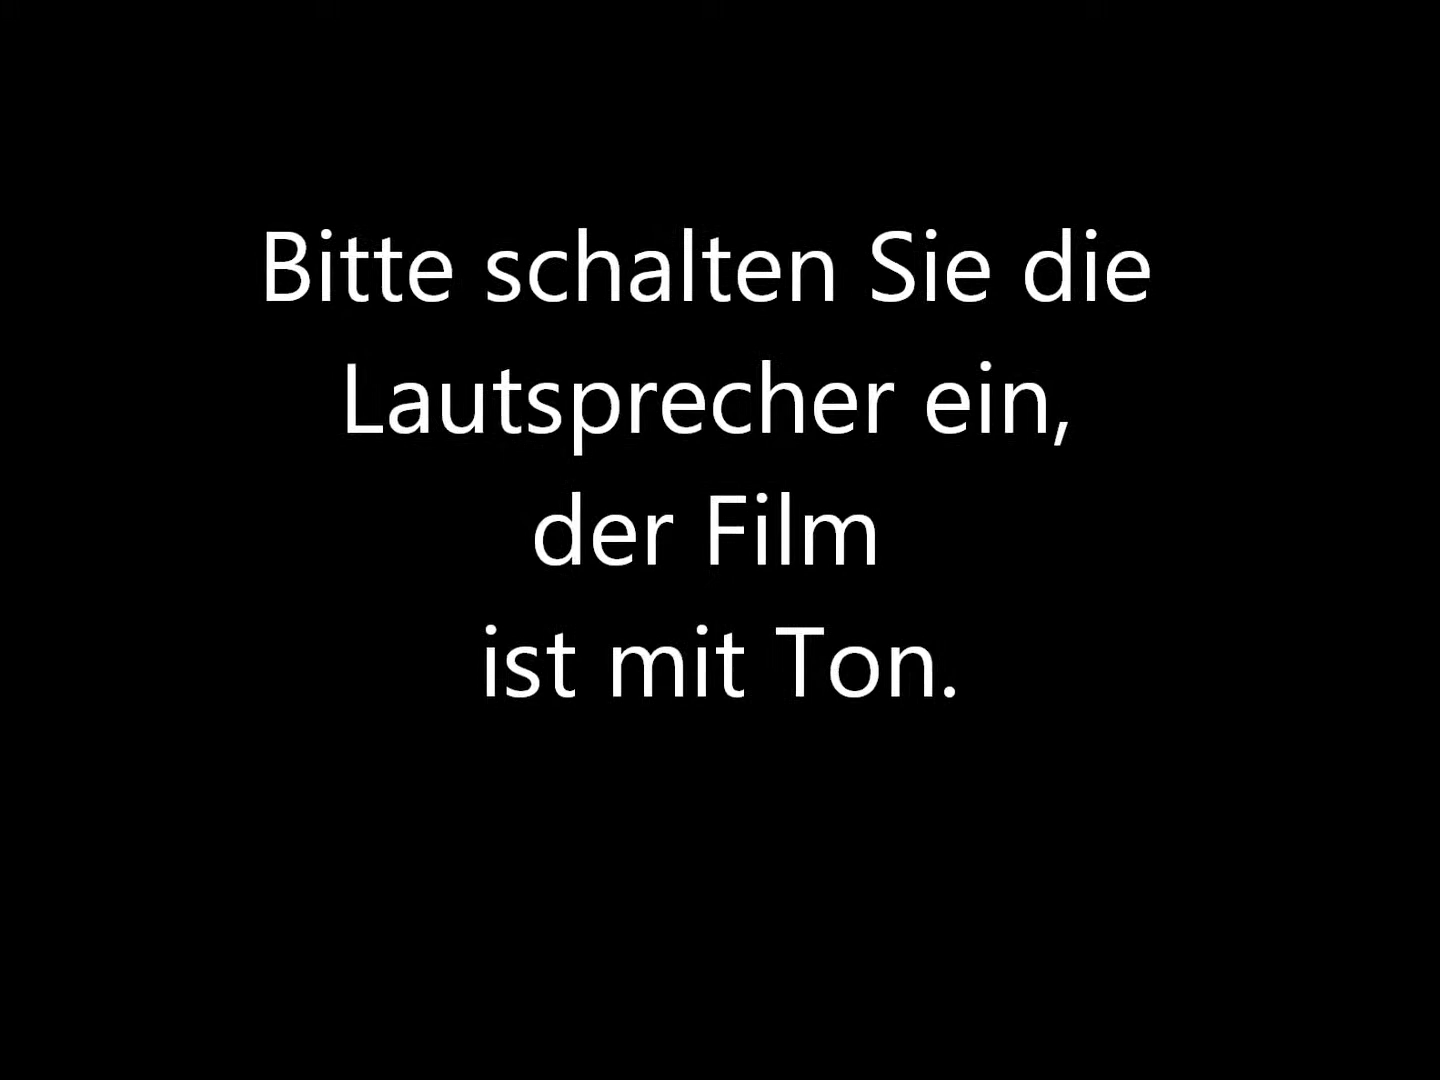 Bitte schalten Sie die
Lautsprecher ein,
der Film
ist mit Ton.